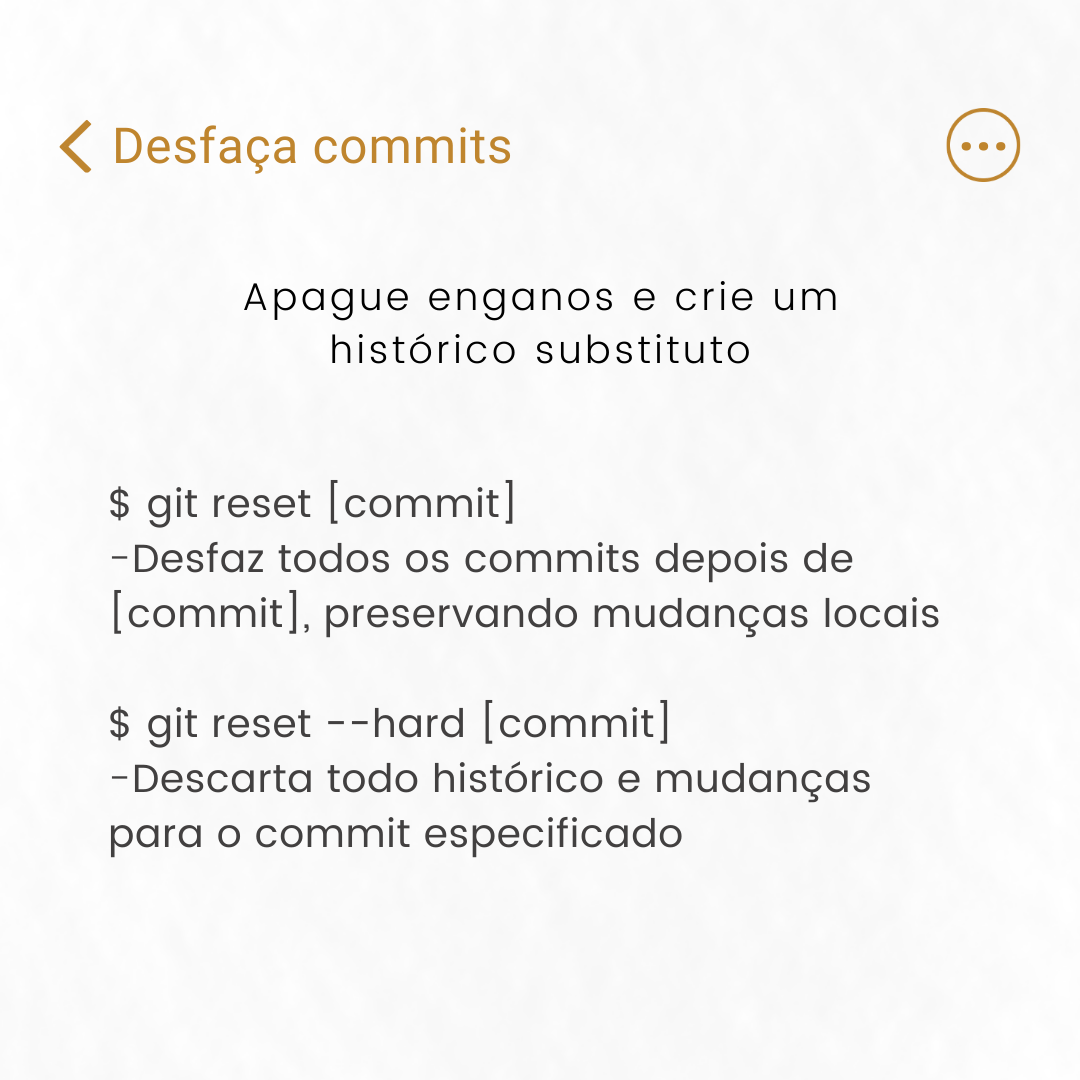 Desfaça commits
Apague enganos e crie um
histórico substituto
$ git reset [commit]
-Desfaz todos os commits depois de
[commit], preservando mudanças locais
$ git reset --hard [commit]
-Descarta todo histórico e mudanças
para o commit especificado